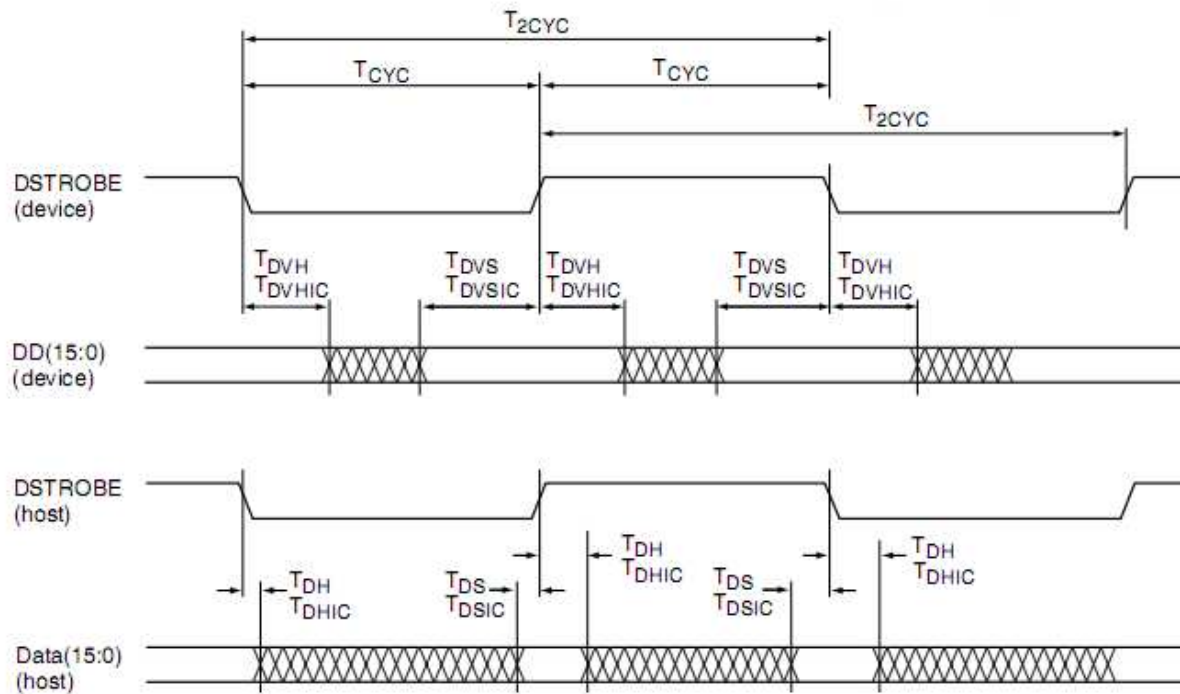 T2CYC
TCYC TCYC
T2CYC
DSTROBE
(device)
TDVH TDVS TDVH TDVS TDVH
TDVHIC TDVSIC TDVHIC TDVSIC TDVHIC
DD(15:0)
(device)
DSTROBE
(host)
TDH TDH
TDHIC TDHIC
TDH TDS TDS
TDHIC TDSIC TDSIC
Data(15:0)
(host)